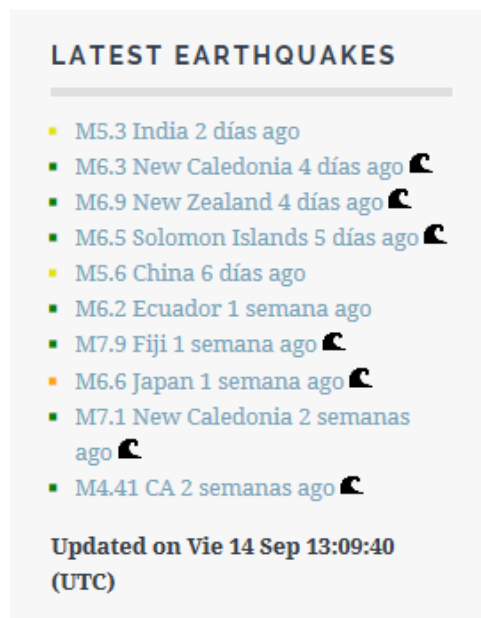 LATEST EARTHQUAKES
M5.3 India 2 días ago
M6.3 New Caledonia 4 días ago
M6.9 New Zealand 4 días ago
M6.5 Solomon Islands 5 días ago
M5.6 China 6 días ago
M6.2 Ecuador 1 semana ago
M7.9 Fiji 1 semana ago
M6.6 Japan 1 semana ago
M7.1 New Caledonia 2 semanas
ago
M4.41 CA 2 semanas ago
Updated on Vie 14 Sep 13:09:40
(UTC)